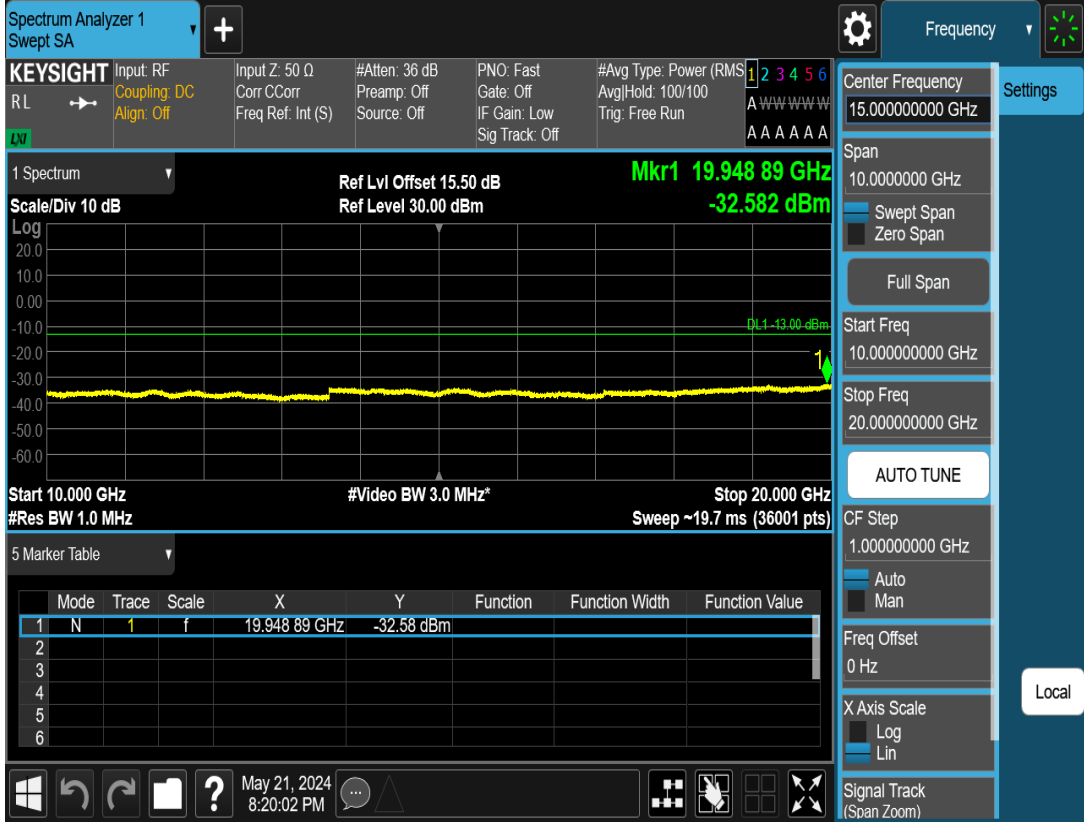 Spectrum Analyzer 1
Swept SA
+
Frequency
KEYSIGHT
RL
LXI
Input: RF
Coupling: DC
Align: Off
Input Z: 50 Ω
Corr CCorr
Freq Ref: Int (S)
#Atten: 36 dB
Preamp: Off
Source: Off
PNO: Fast
Gate: Off
IF Gain: Low
Sig Track: Off
#Avg Type: Power (RMS
Avg|Hold: 100/100
Trig: Free Run
1 2 3 4 5 6
A W W W W W
A A A A A A
1 Spectrum
Scale/Div 10 dB
Ref Lvl Offset 15.50 dB
Ref Level 30.00 dBm
Mkr1 19.948 89 GHz
-32.582 dBm
Log
20.0
10.0
0.00
-10.0
-20.0
-30.0
-40.0
-50.0
-60.0
DL1 -13.00 dBm
1
Start 10.000 GHz
#Video BW 3.0 MHz*
Stop 20.000 GHz
#Res BW 1.0 MHz
Sweep ~19.7 ms (36001 pts)
5 Marker Table
Mode Trace Scale X Y Function Function Width Function Value
1 N 1 f 19.948 89 GHz -32.58 dBm
2
3
4
5
6
?
May 21, 2024
8:20:02 PM
Center Frequency
15.000000000 GHz
Span
10.0000000 GHz
Swept Span
Zero Span
Full Span
Start Freq
10.000000000 GHz
Stop Freq
20.000000000 GHz
AUTO TUNE
CF Step
1.000000000 GHz
Auto
Man
Freq Offset
0 Hz
X Axis Scale
Log
Lin
Signal Track
(Span Zoom)
Settings
Local